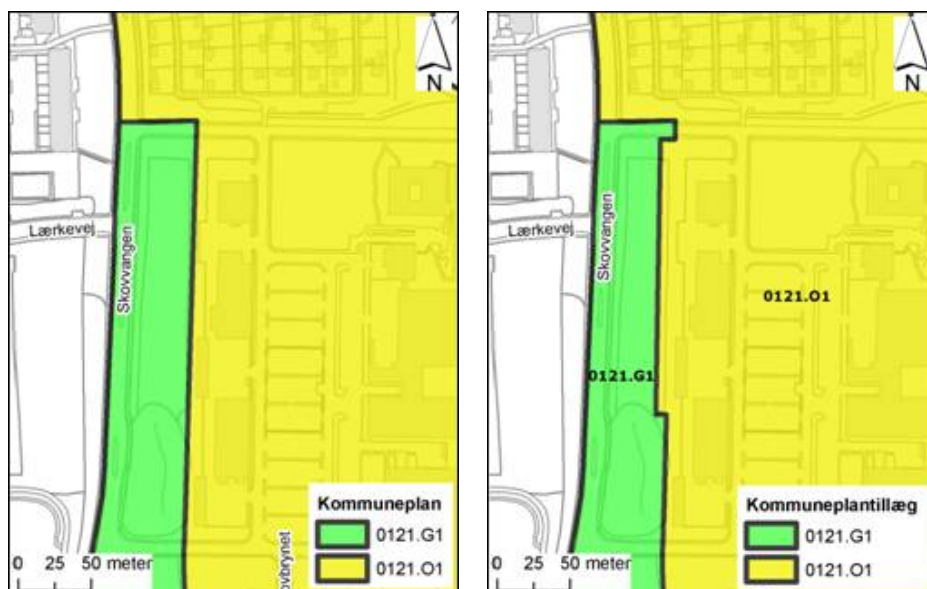 N
Lærkevej
Skovvangen
Kommuneplan
0121.G1
0121.O1
0 25 50 meter
ovbrynet
N
Lærkevej
Skovvangen
0121.O1
0121.G1
Kommuneplantillæg
0121.G1
0121.O1
0 25 50 meter